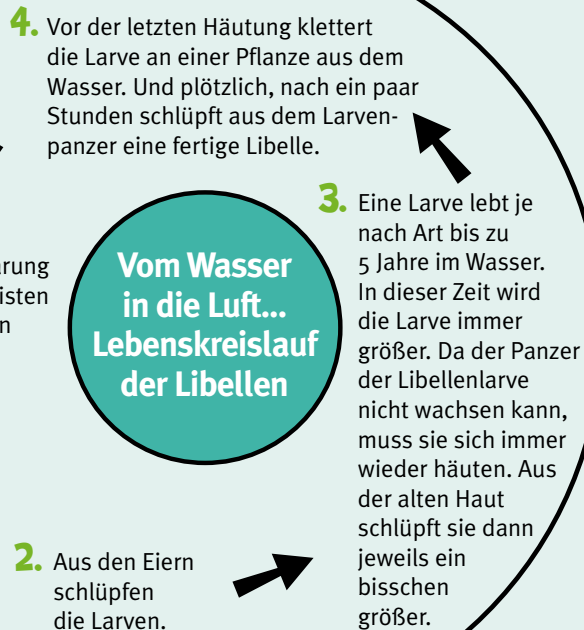 4. Vor der letzten Häutung klettert
die Larve an einer Pflanze aus dem
Wasser. Und plötzlich, nach ein paar
Stunden schlüpft aus dem Larven-
panzer eine fertige Libelle.
3. Eine Larve lebt je
nach Art bis zu
5 Jahre im Wasser.
In dieser Zeit wird
die Larve immer
größer. Da der Panzer
der Libellenlarve
nicht wachsen kann,
muss sie sich immer
wieder häuten. Aus
der alten Haut
schlüpft sie dann
jeweils ein
bisschen
größer.
Vom Wasser
in die Luft...
Lebenskreislauf
der Libellen
2. Aus den Eiern
schlüpfen
die Larven.